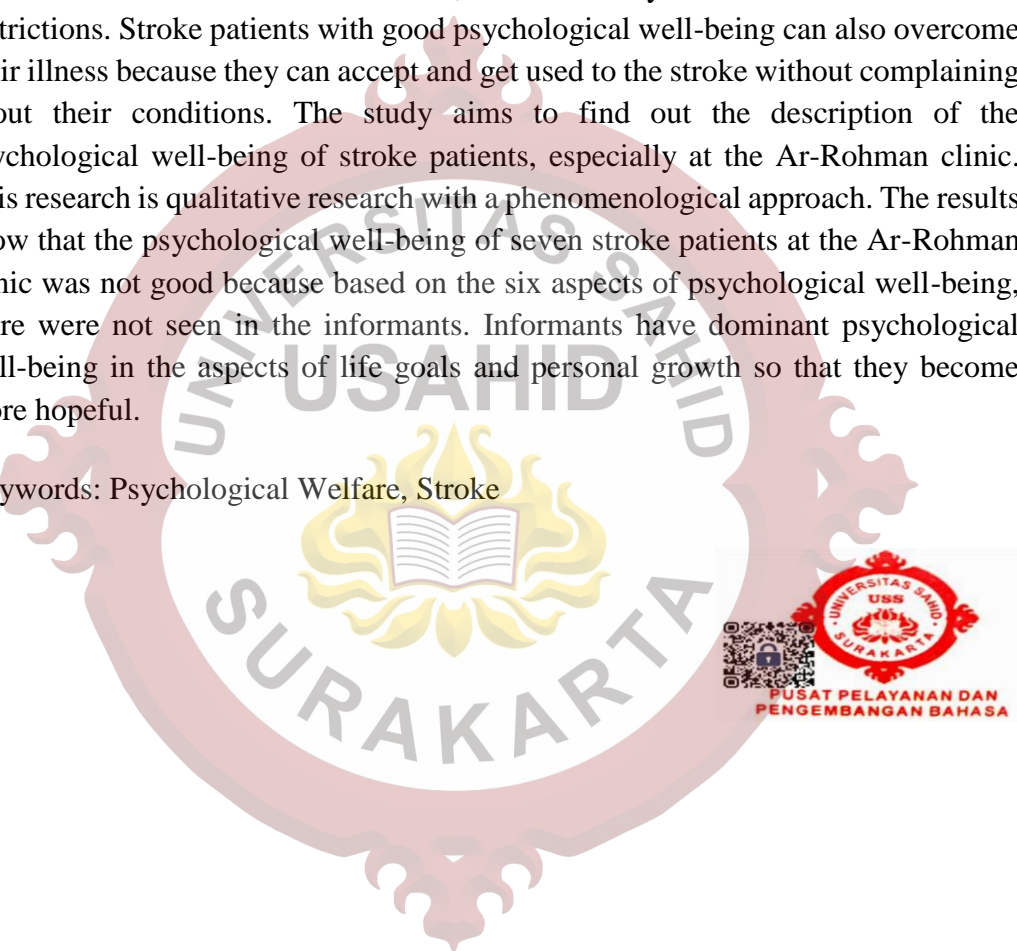 trictions. Stroke patients with good psychological well-being can also overcome
ir illness because they can accept and get used to the stroke without complaining
out their conditions. The study aims to find out the description of the
ychological well-being of stroke patients, especially at the Ar-Rohman clinic.
is research is qualitative research with a phenomenological approach. The results
ow that the psychological well-being of seven stroke patients at the Ar-Rohman
nic was not good because based on the six aspects of psychological well-being,
re were not seen in the informants. Informants have dominant psychological
ll-being in the aspects of life goals and personal growth so that they become
ore hopeful.
ywords: Psychological Welfare, Stroke
UNIVERSITAS SAHID
USAHID
SURAKARTA
UNIVERSITAS SAHID
USS
SURAKARTA
PUSAT PELAYANAN DAN
PENGEMBANGAN BAHASA